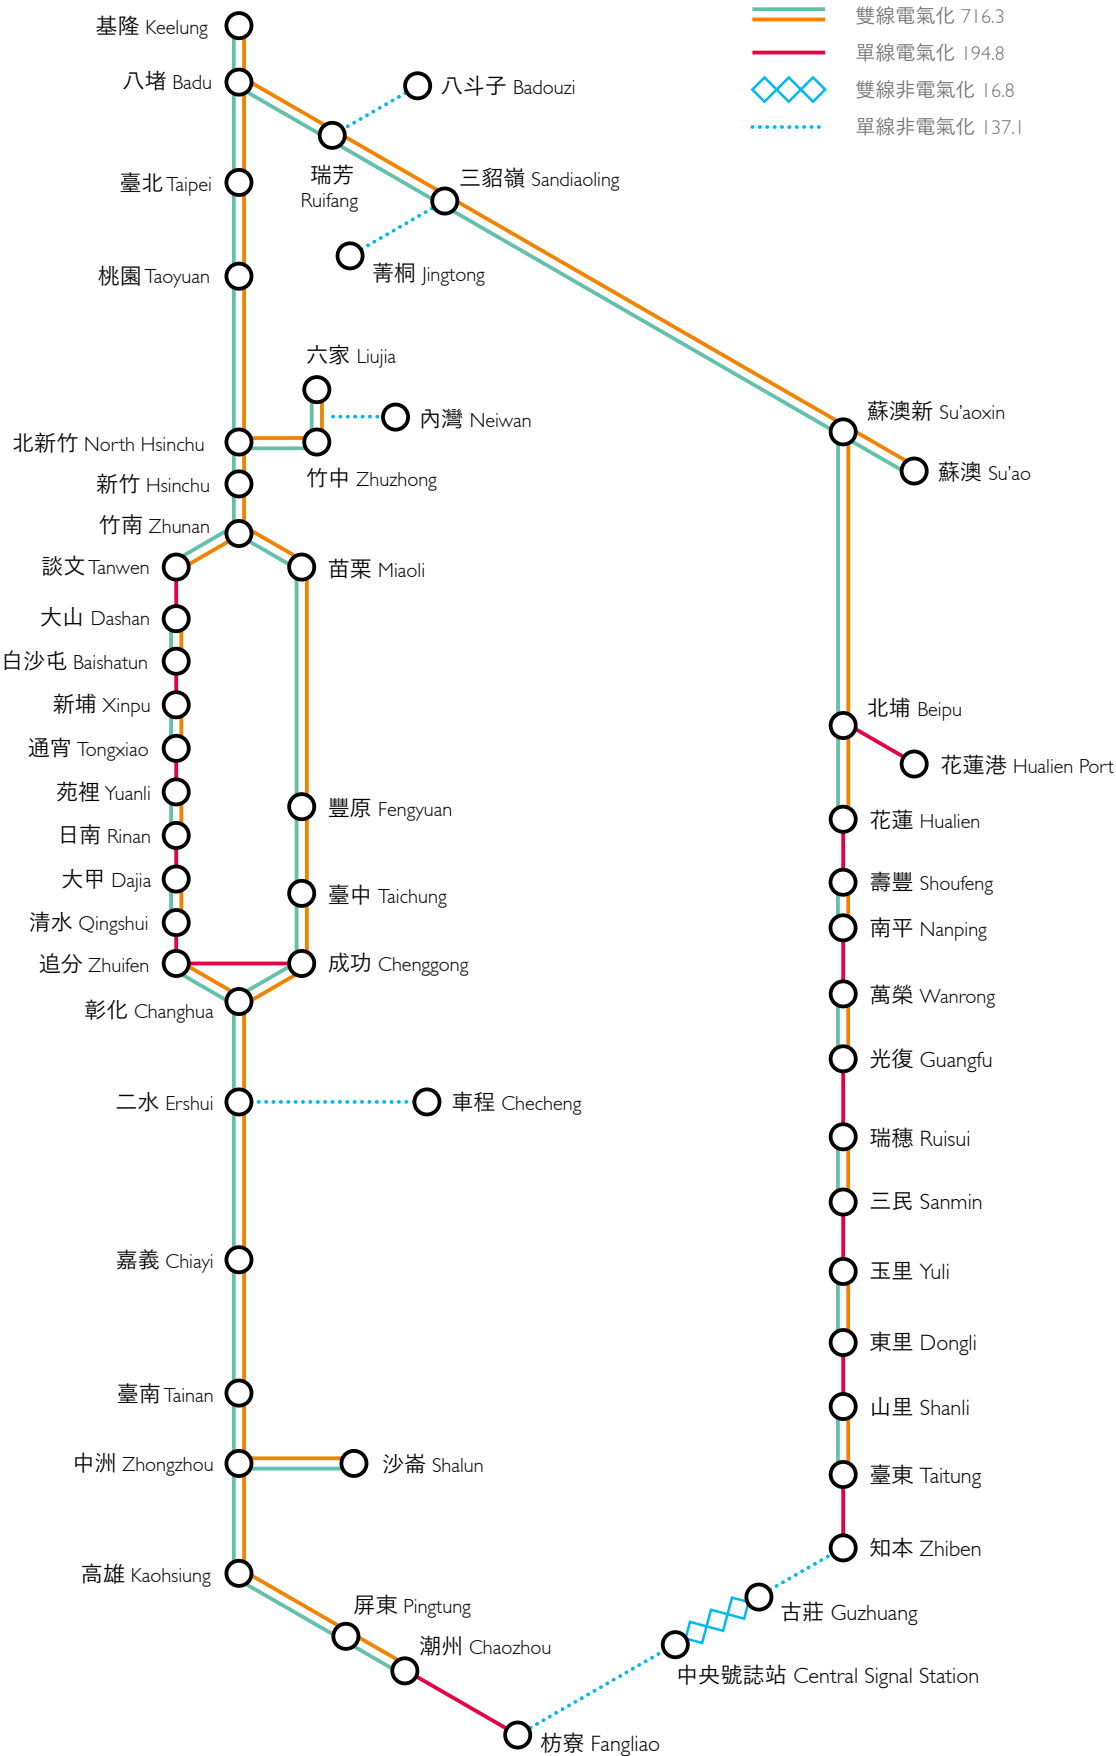 基隆 Keelung
雙線電氣化 716.3
單線電氣化 194.8
雙線非電氣化 16.8
單線非電氣化 137.1
八堵 Badu
八斗子 Badouzi
瑞芳
Ruifang
三貂嶺 Sandiaoling
臺北 Taipei
菁桐 Jingtong
桃園 Taoyuan
六家 Liujia
內灣 Neiwan
北新竹 North Hsinchu
竹中 Zhuzhong
新竹 Hsinchu
竹南 Zhunan
談文 Tanwen
苗栗 Miaoli
大山 Dashan
白沙屯 Baishatun
新埔 Xinpu
通宵 Tongxiao
苑裡 Yuanli
日南 Rinan
大甲 Dajia
清水 Qingshui
追分 Zhuifen
豐原 Fengyuan
臺中 Taichung
成功 Chenggong
彰化 Changhua
二水 Ershui
車程 Checheng
嘉義 Chiayi
臺南 Tainan
中洲 Zhongzhou
沙崙 Shalun
高雄 Kaohsiung
屏東 Pingtung
潮州 Chaozhou
枋寮 Fangliao
蘇澳新 Su'aoxin
蘇澳 Su'ao
北埔 Beipu
花蓮港 Hualien Port
花蓮 Hualien
壽豐 Shoufeng
南平 Nanping
萬榮 Wanrong
光復 Guangfu
瑞穗 Ruisui
三民 Sanmin
玉里 Yuli
東里 Dongli
山里 Shanli
臺東 Taitung
知本 Zhiben
古莊 Guzhuang
中央號誌站 Central Signal Station